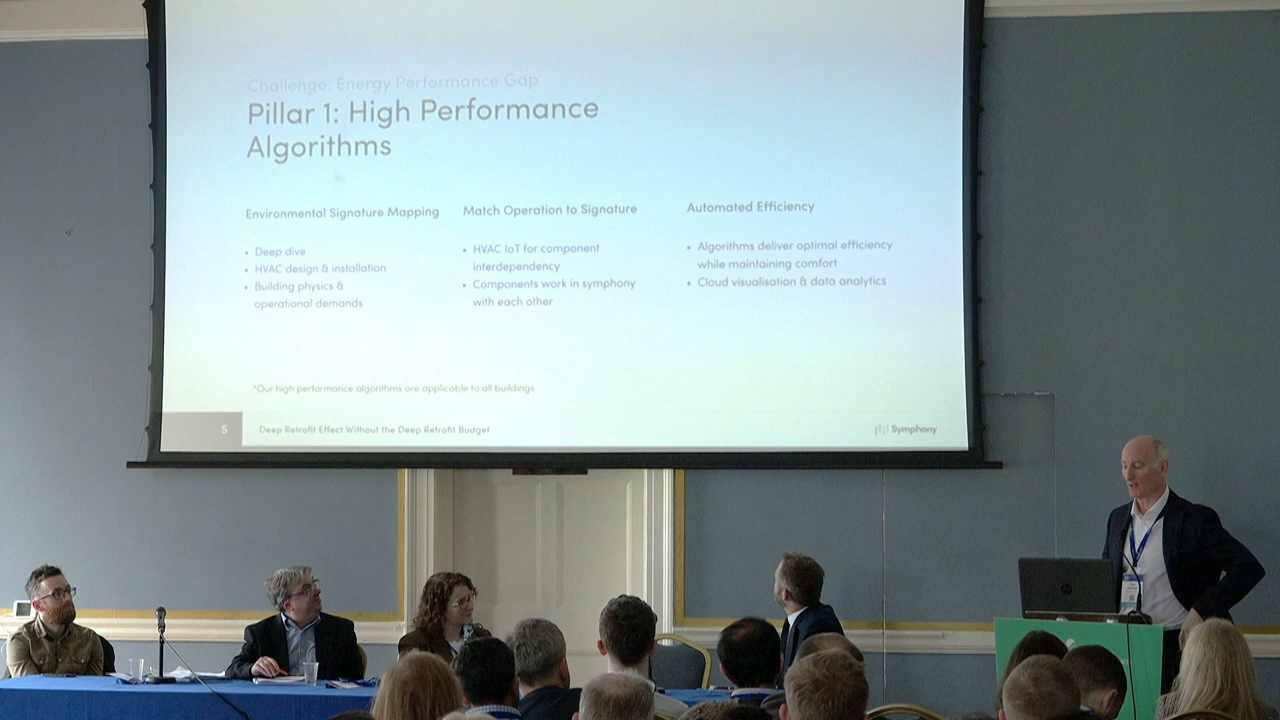 Challenge: Energy Performance Gap
Pillar 1: High Performance
Algorithms
Environmental Signature Mapping
• Deep dive
• HVAC design & installation
• Building physics &
operational demands
Match Operation to Signature
• HVAC IoT for component
interdependency
• Components work in symphony
with each other
Automated Efficiency
• Algorithms deliver optimal efficiency
while maintaining comfort
• Cloud visualisation & data analytics
*Our high performance algorithms are applicable to all buildings.
5
Deep Retrofit Effect Without the Deep Retrofit Budget
Symphony
hp